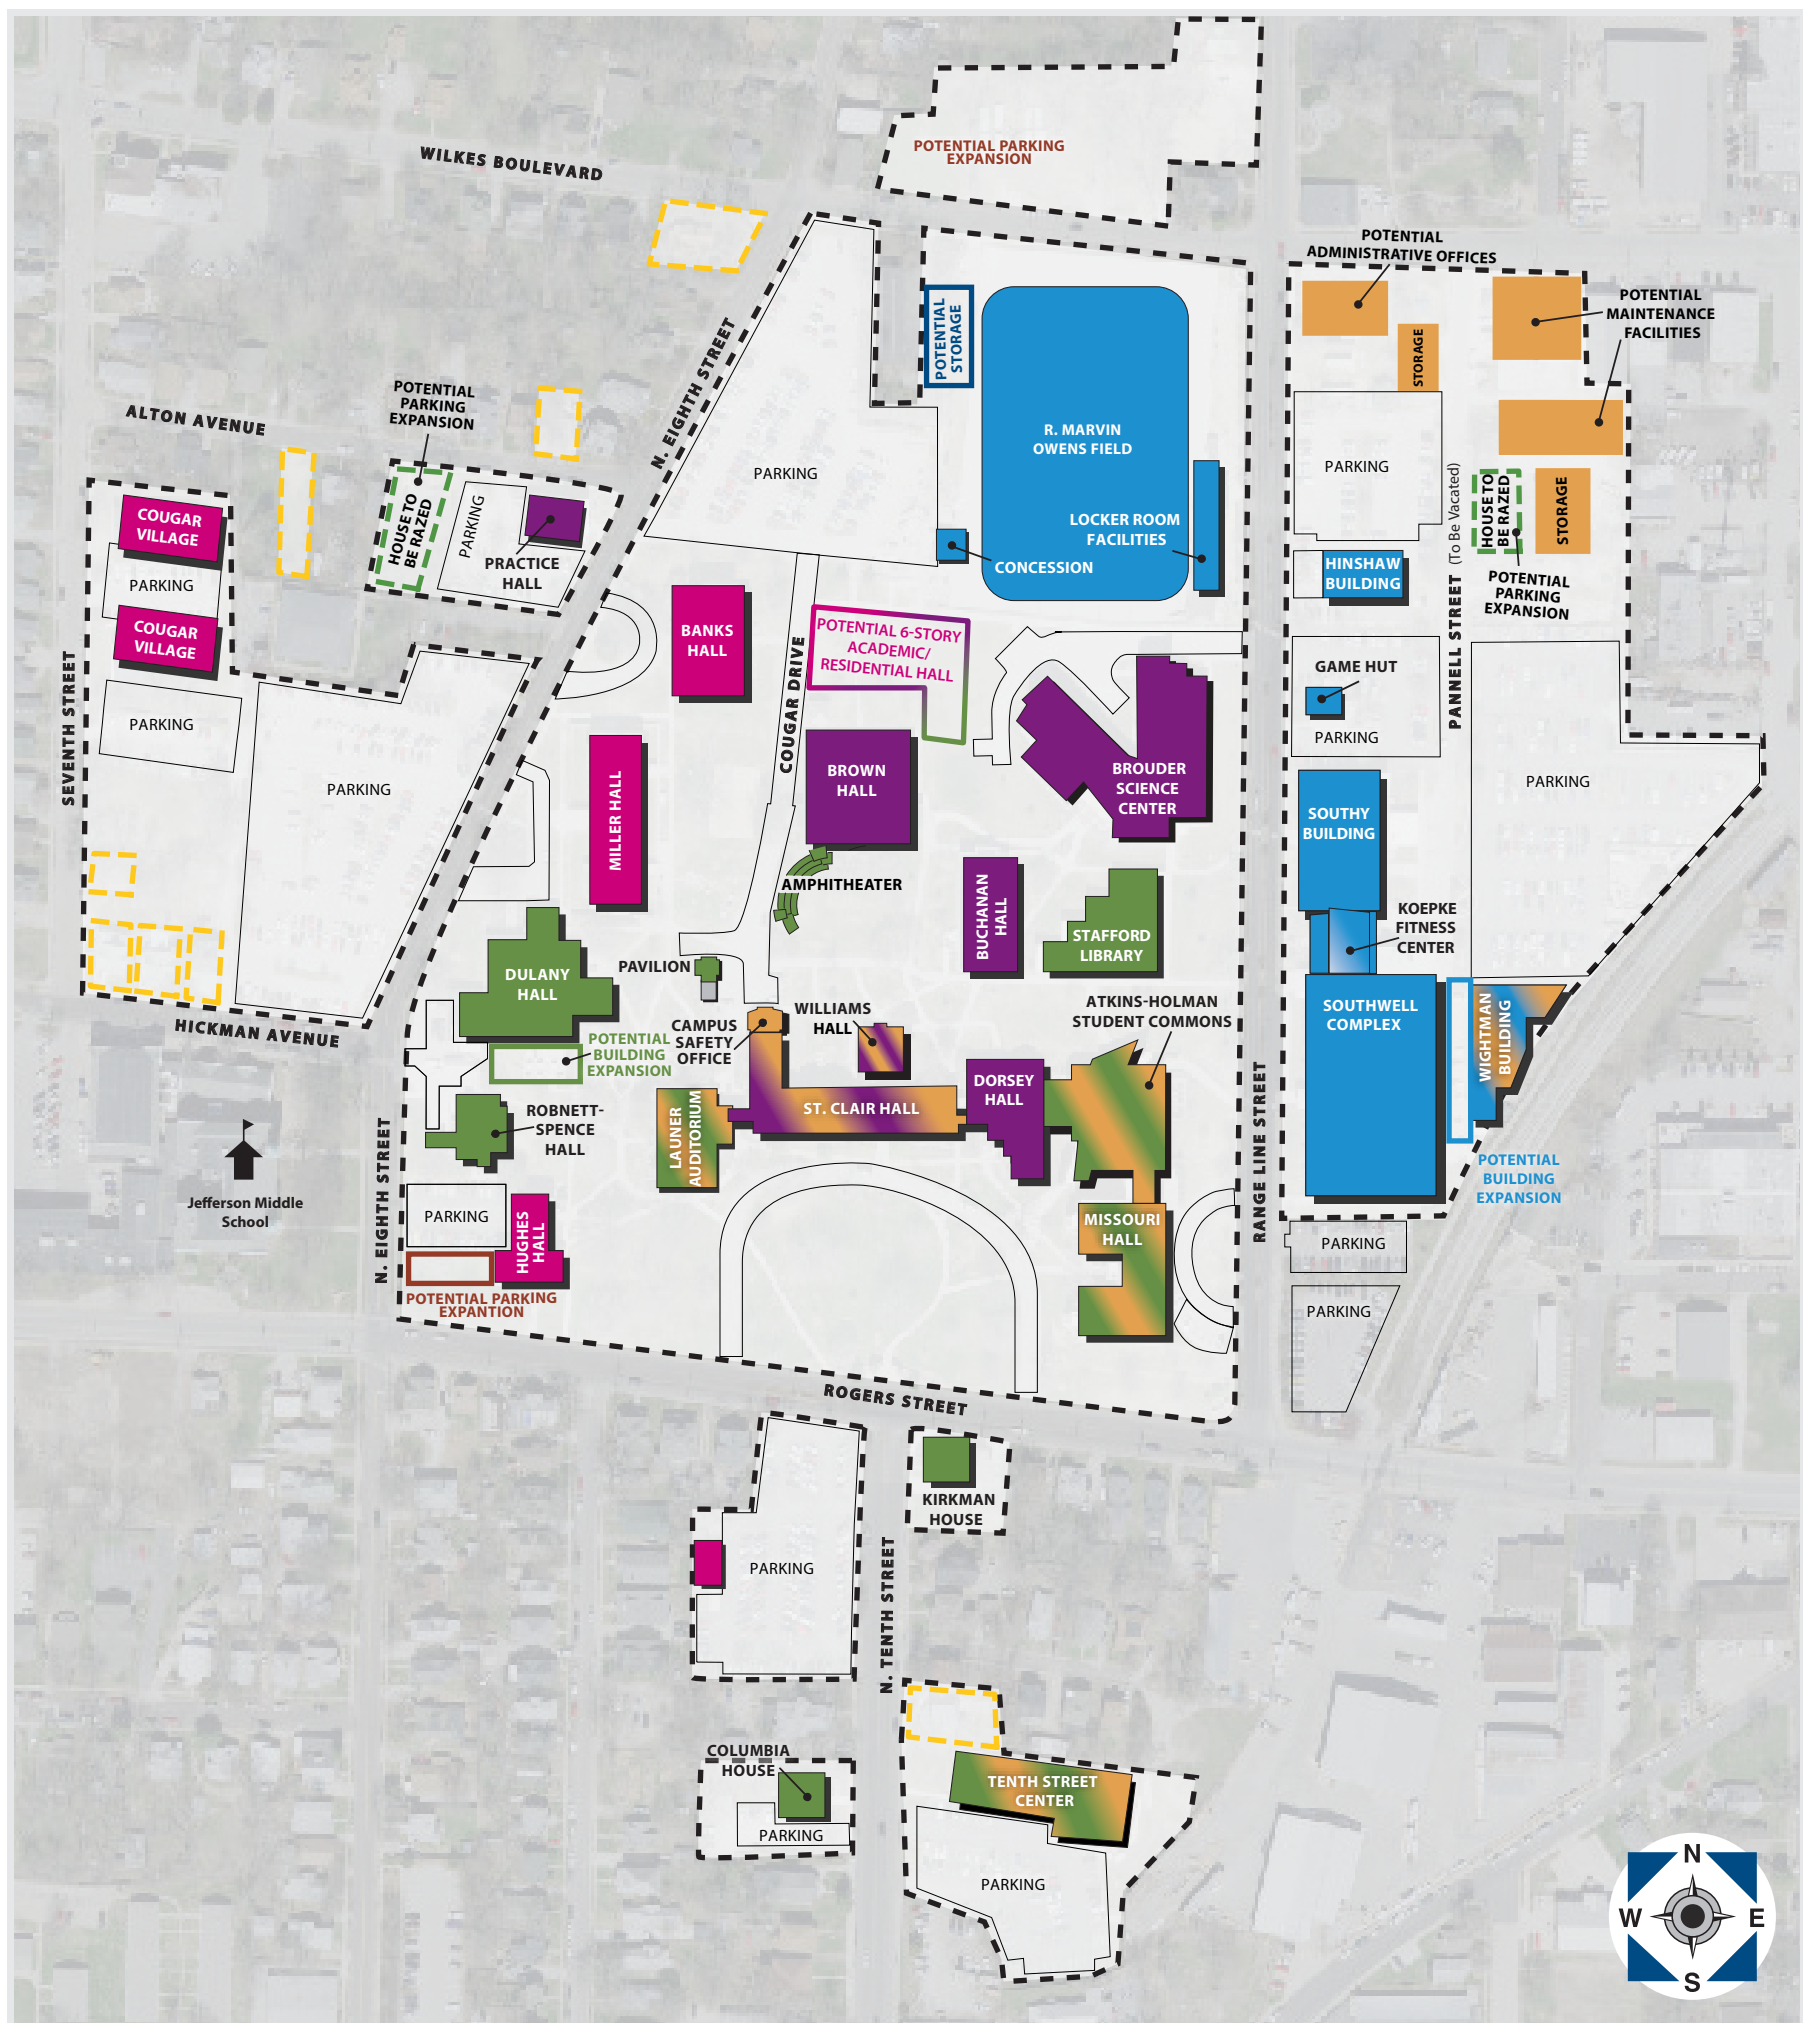 POTENTIAL PARKING
EXPANSION
WILKES BOULEVARD
POTENTIAL
ADMINISTRATIVE OFFICES
POTENTIAL
MAINTENANCE
FACILITIES
STORAGE
POTENTIAL
STORAGE
N. EIGHTH STREET
R. MARVIN
OWENS FIELD
POTENTIAL
PARKING
EXPANSION
ALTON AVENUE
PARKING
PARKING
PANNELL STREET (To Be Vacated)
HOUSE TO
BE RAZED
STORAGE
COUGAR
VILLAGE
HOUSE TO
BE RAZED
PARKING
PRACTICE
HALL
LOCKER ROOM
FACILITIES
CONCESSION
HINSHAW
BUILDING
POTENTIAL
PARKING
EXPANSION
PARKING
COUGAR
VILLAGE
BANKS
HALL
POTENTIAL 6-STORY
ACADEMIC/
RESIDENTIAL HALL
COUGAR DRIVE
GAME HUT
PARKING
SEVENTH STREET
PARKING
PARKING
MILLER HALL
BROWN
HALL
BROUDER
SCIENCE
CENTER
PARKING
SOUTHY
BUILDING
AMPHITHEATER
BUCHANAN
HALL
STAFFORD
LIBRARY
KOEPKE
FITNESS
CENTER
PAVILION
DULANY
HALL
HICKMAN AVENUE
POTENTIAL
BUILDING
EXPANSION
CAMPUS
SAFETY
OFFICE
WILLIAMS
HALL
ATKINS-HOLMAN
STUDENT COMMONS
SOUTHWELL
COMPLEX
WIGHTMAN
BUILDING
DORSEY
HALL
ST. CLAIR HALL
LAUNER
AUDITORIUM
ROBNETT-
SPENCE
HALL
RANGE LINE STREET
POTENTIAL
BUILDING
EXPANSION
Jefferson Middle
School
N. EIGHTH STREET
PARKING
HUGHES
HALL
POTENTIAL PARKING
EXPANTION
MISSOURI
HALL
PARKING
PARKING
ROGERS STREET
KIRKMAN
HOUSE
PARKING
N. TENTH STREET
COLUMBIA
HOUSE
PARKING
TENTH STREET
CENTER
PARKING
N
W
E
S